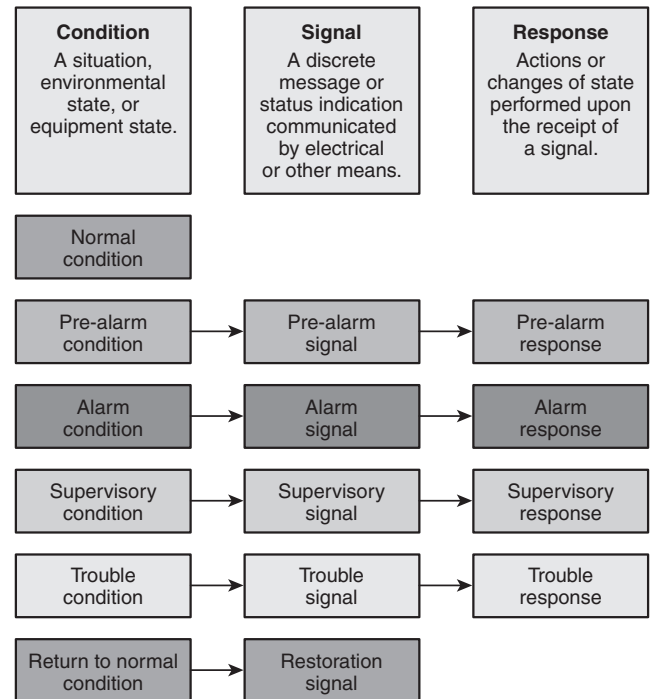 Condition
A situation,
environmental
state, or
equipment state.
Signal
A discrete
message or
status indication
communicated
by electrical
or other means.
Response
Actions or
changes of state
performed upon
the receipt of
a signal.
Normal
condition
Pre-alarm
condition
Pre-alarm
signal
Pre-alarm
response
Alarm
condition
Alarm
signal
Alarm
response
Supervisory
condition
Supervisory
signal
Supervisory
response
Trouble
condition
Trouble
signal
Trouble
response
Return to normal
condition
Restoration
signal